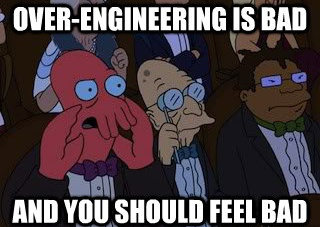 OVER-ENGINEERING IS BAD
AND YOU SHOULD FEEL BAD